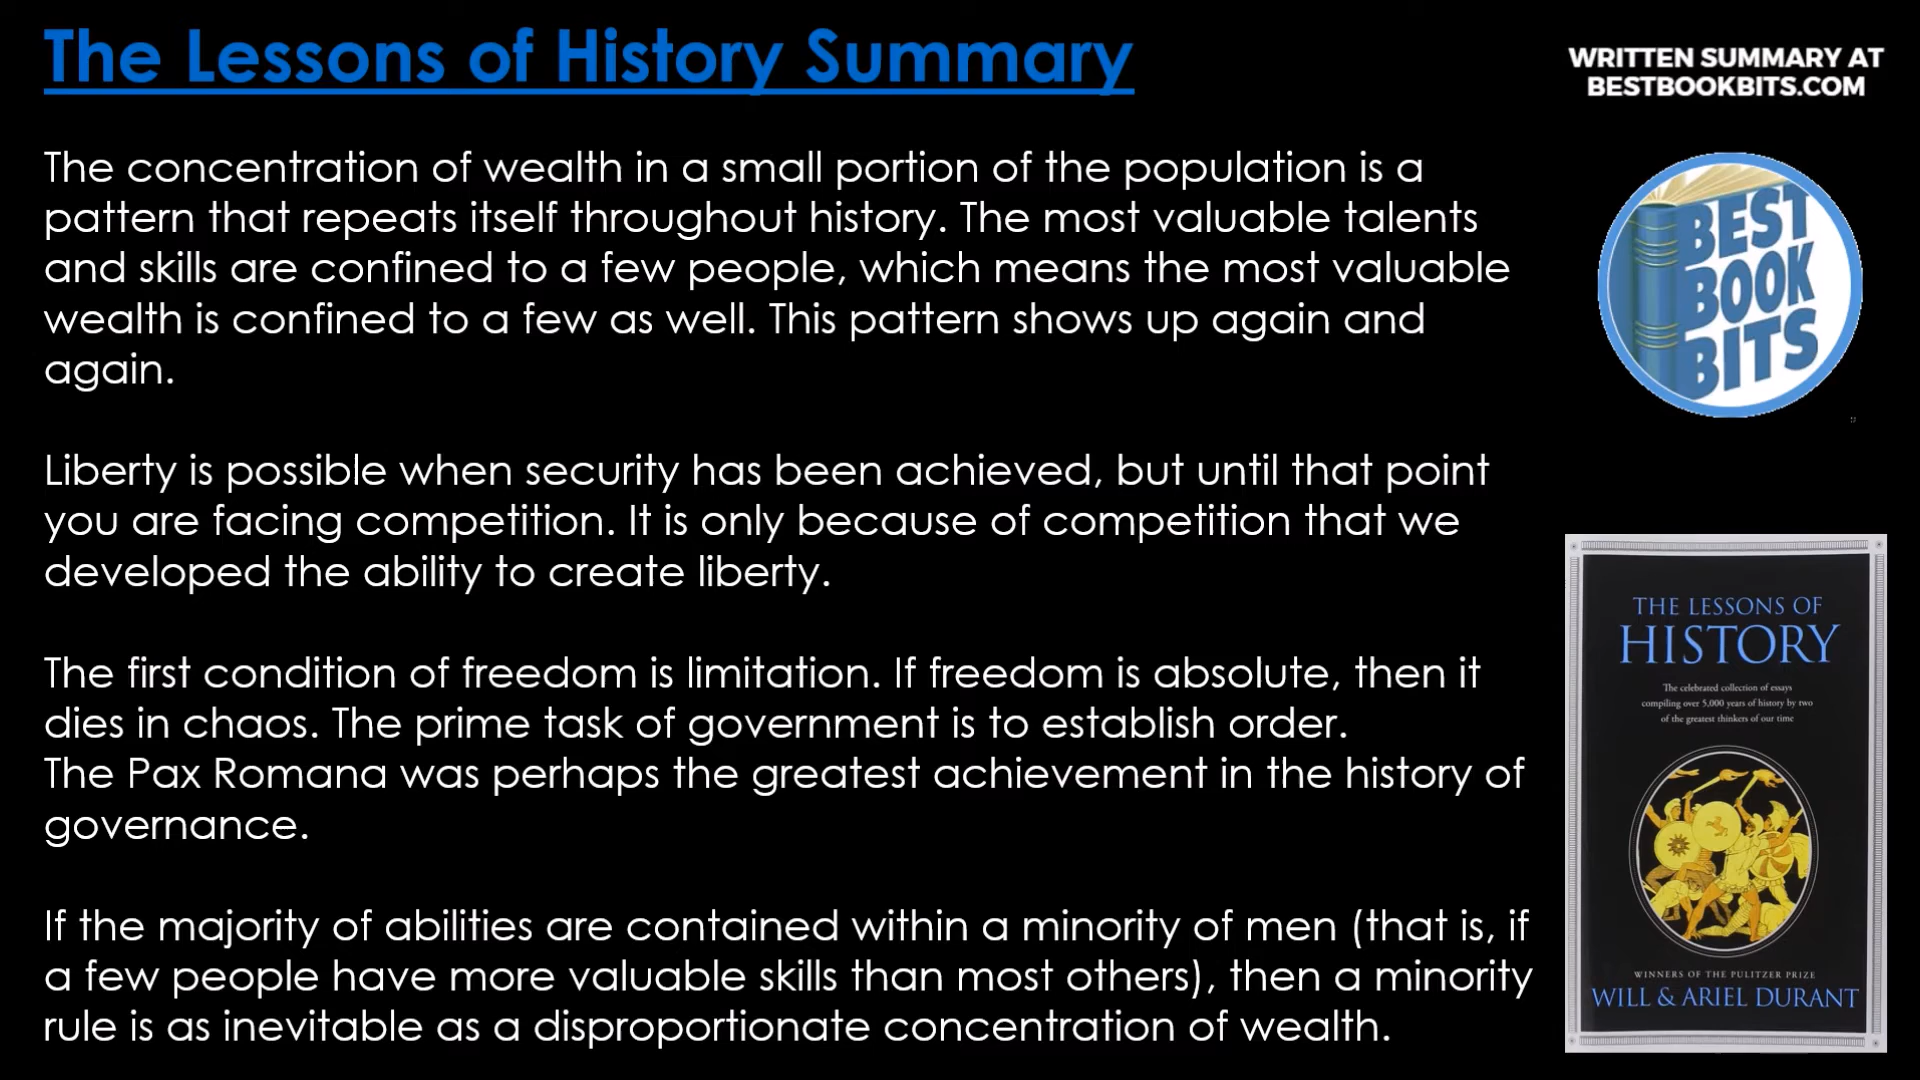 The Lessons of History Summary
WRITTEN SUMMARY AT
BESTBOOKBITS.COM
The concentration of wealth in a small portion of the population is a
pattern that repeats itself throughout history. The most valuable talents
and skills are confined to a few people, which means the most valuable
wealth is confined to a few as well. This pattern shows up again and
again.
Liberty is possible when security has been achieved, but until that point
you are facing competition. It is only because of competition that we
developed the ability to create liberty.
The first condition of freedom is limitation. If freedom is absolute, then it
dies in chaos. The prime task of government is to establish order.
The Pax Romana was perhaps the greatest achievement in the history of
governance.
If the majority of abilities are contained within a minority of men (that is, if
a few people have more valuable skills than most others), then a minority
rule is as inevitable as a disproportionate concentration of wealth.
BEST
BOOK
BITS
THE LESSONS OF
HISTORY
The celebrated collection of essays
compiling over 5,000 years of history by two
of the greatest thinkers of our time
WINNERS OF THE PULITZER PRIZE
WILL & ARIEL DURANT